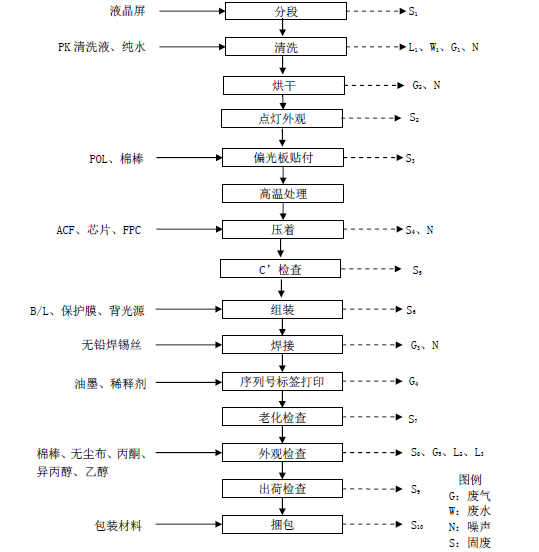 液晶屏 分段 S₁
PK 清洗液、纯水 清洗 L₁、W₁、G₁、N
烘干 G₂、N
点灯外观 S₂
POL、棉棒 偏光板贴付 S₃
高温处理
ACF、芯片、FPC 压着 S₄、N
C’检查 S₅
B/L、保护膜、背光源 组装 S₆
无铅焊锡丝 焊接 G₃、N
油墨、稀释剂 序列号标签打印 G₄
老化检查 S₇
棉棒、无尘布、丙酮、 外观检查 S₈、G₅、L₂、L₃
异丙醇、乙醇
出荷检查 S₉
包装材料 捆包 S₁₀
图例
G：废气
W：废水
N：噪声
S：固废